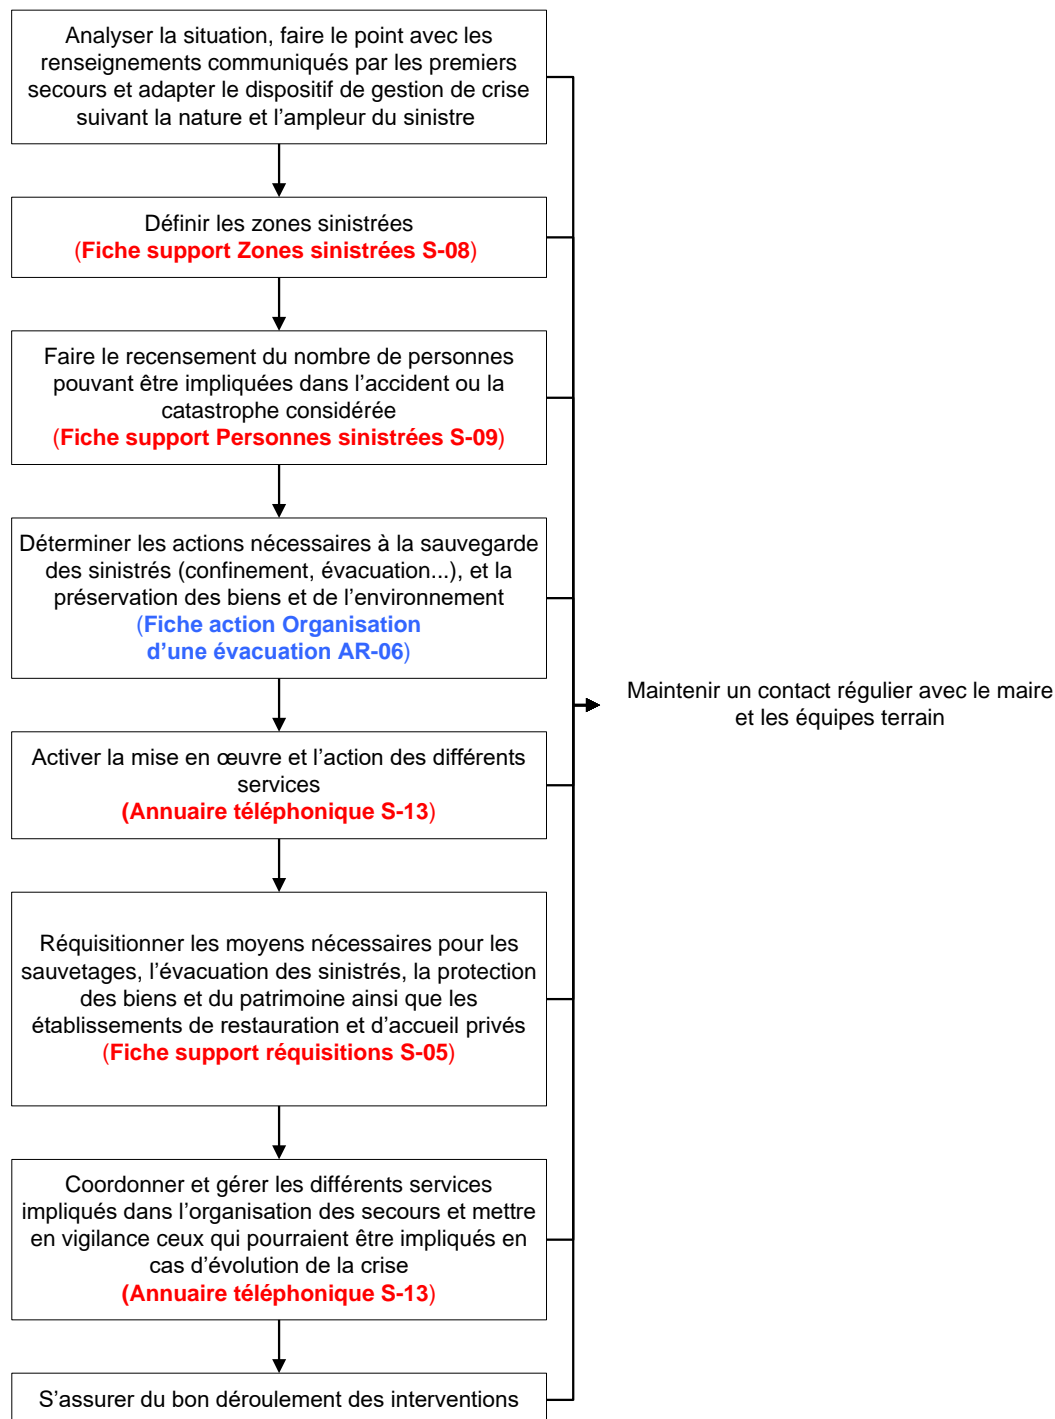 Analyser la situation, faire le point avec les
renseignements communiqués par les premiers
secours et adapter le dispositif de gestion de crise
suivant la nature et l’ampleur du sinistre
Définir les zones sinistrées
(Fiche support Zones sinistrées S-08)
Faire le recensement du nombre de personnes
pouvant être impliquées dans l’accident ou la
catastrophe considérée
(Fiche support Personnes sinistrées S-09)
Déterminer les actions nécessaires à la sauvegarde
des sinistrés (confinement, évacuation...), et la
préservation des biens et de l’environnement
(Fiche action Organisation
d’une évacuation AR-06)
Maintenir un contact régulier avec le maire
et les équipes terrain
Activer la mise en œuvre et l’action des différents
services
(Annuaire téléphonique S-13)
Réquisitionner les moyens nécessaires pour les
sauvetages, l’évacuation des sinistrés, la protection
des biens et du patrimoine ainsi que les
établissements de restauration et d’accueil privés
(Fiche support réquisitions S-05)
Coordonner et gérer les différents services
impliqués dans l’organisation des secours et mettre
en vigilance ceux qui pourraient être impliqués en
cas d’évolution de la crise
(Annuaire téléphonique S-13)
S’assurer du bon déroulement des interventions